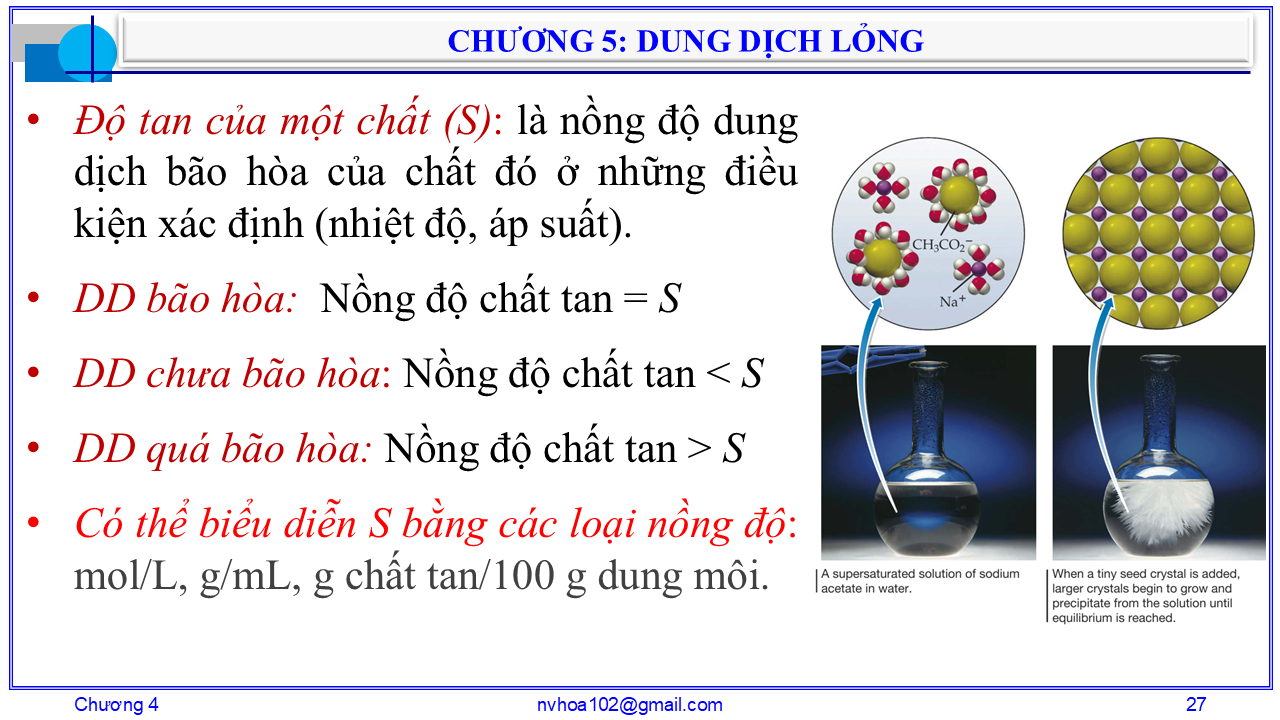 CHƯƠNG 5: DUNG DỊCH LỎNG
• Độ tan của một chất (S): là nồng độ dung
dịch bão hòa của chất đó ở những điều
kiện xác định (nhiệt độ, áp suất).
• DD bão hòa: Nồng độ chất tan = S
• DD chưa bão hòa: Nồng độ chất tan < S
• DD quá bão hòa: Nồng độ chất tan > S
• Có thể biểu diễn S bằng các loại nồng độ:
mol/L, g/mL, g chất tan/100 g dung môi.
CH₃CO₂⁻
Na⁺
A supersaturated solution of sodium
acetate in water.
When a tiny seed crystal is added,
larger crystals begin to grow and
precipitate from the solution until
equilibrium is reached.
Chương 4
nvhoa102@gmail.com
27